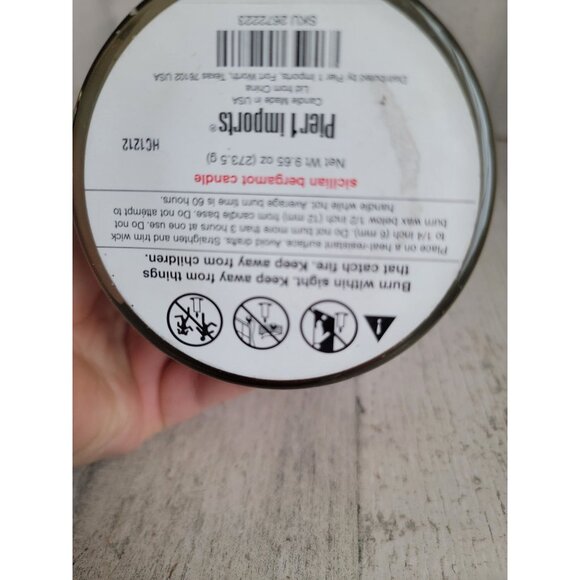 Burn within sight. Keep away from things
that catch fire. Keep away from children.
Place on a heat-resistant surface. Avoid drafts. Straighten and trim wick
to 1/4 inch (6 mm). Do not burn more than 3 hours at one use. Do not
burn wax below 1/2 inch (12 mm) from candle base. Do not attempt to
handle while hot. Average burn time is 60 hours.
sicilian bergamot candle
Net Wt 9.65 oz (273.5 g)
Pier 1 imports®
HC1212
Candle Made in USA
Lid from China
Distributed by Pier 1 Imports, Fort Worth, Texas 76102 USA
SKU 2672223